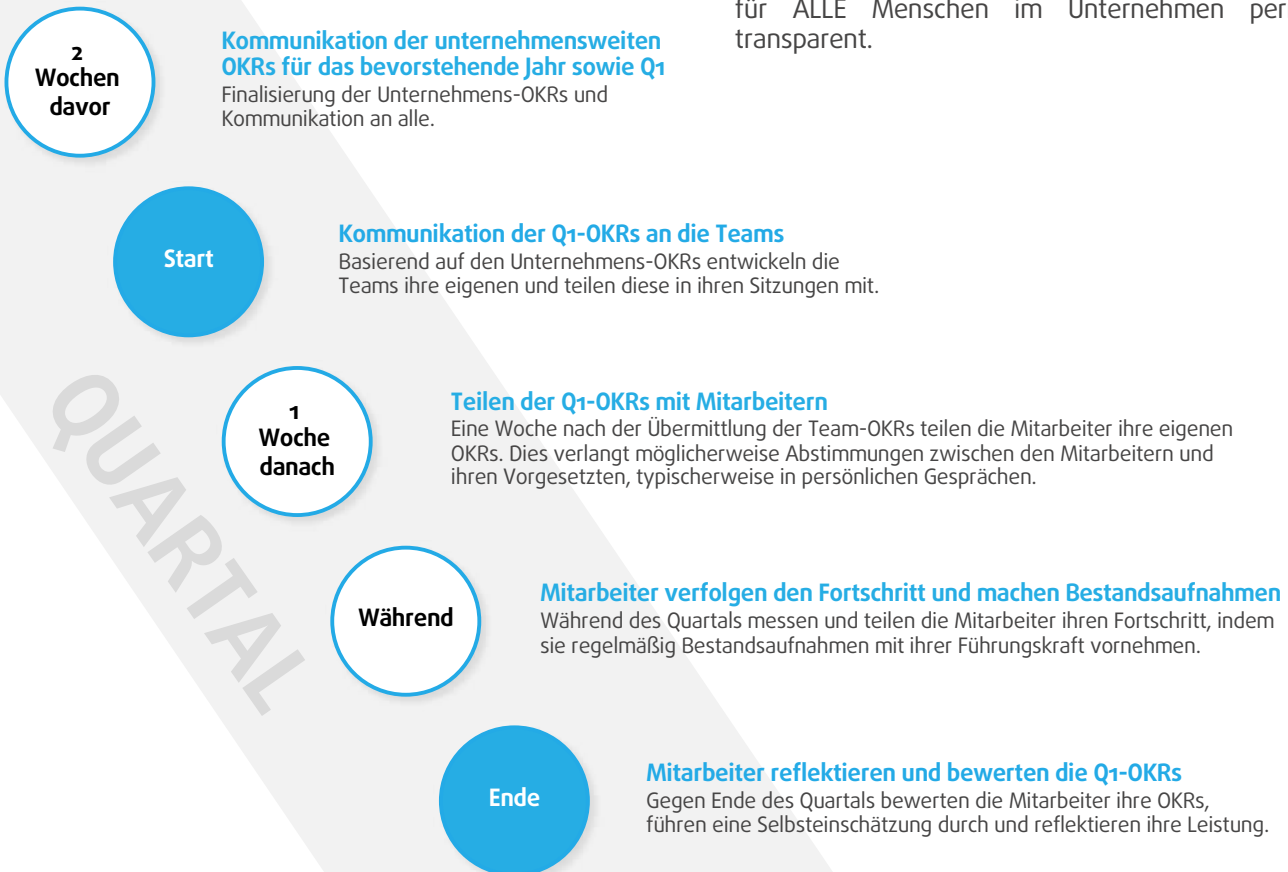 für ALLE Menschen im Unternehmen per
transparent.
2
Wochen
davor
Kommunikation der unternehmensweiten
OKRs für das bevorstehende Jahr sowie Q1
Finalisierung der Unternehmens-OKRs und
Kommunikation an alle.
Start
Kommunikation der Q1-OKRs an die Teams
Basierend auf den Unternehmens-OKRs entwickeln die
Teams ihre eigenen und teilen diese in ihren Sitzungen mit.
QUARTAL
1
Woche
danach
Teilen der Q1-OKRs mit Mitarbeitern
Eine Woche nach der Übermittlung der Team-OKRs teilen die Mitarbeiter ihre eigenen
OKRs. Dies verlangt möglicherweise Abstimmungen zwischen den Mitarbeitern und
ihren Vorgesetzten, typischerweise in persönlichen Gesprächen.
Während
Mitarbeiter verfolgen den Fortschritt und machen Bestandsaufnahmen
Während des Quartals messen und teilen die Mitarbeiter ihren Fortschritt, indem
sie regelmäßig Bestandsaufnahmen mit ihrer Führungskraft vornehmen.
Ende
Mitarbeiter reflektieren und bewerten die Q1-OKRs
Gegen Ende des Quartals bewerten die Mitarbeiter ihre OKRs,
führen eine Selbsteinschätzung durch und reflektieren ihre Leistung.